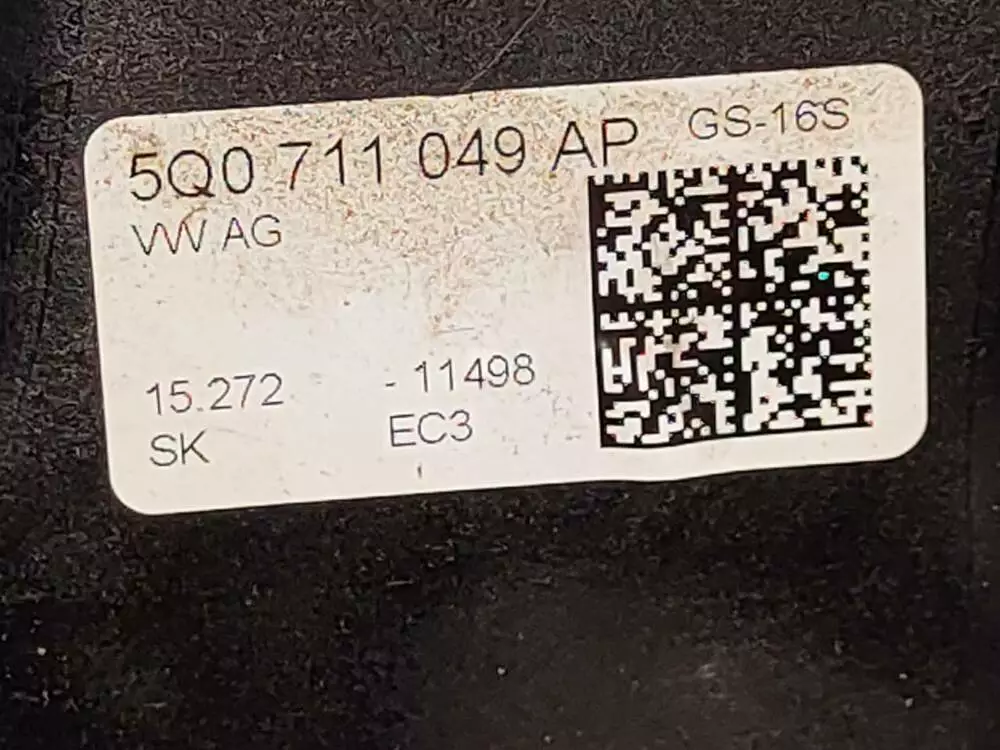 5Q0 711 049 AP GS-16S
VW AG
15.272 - 11498
SK EC3